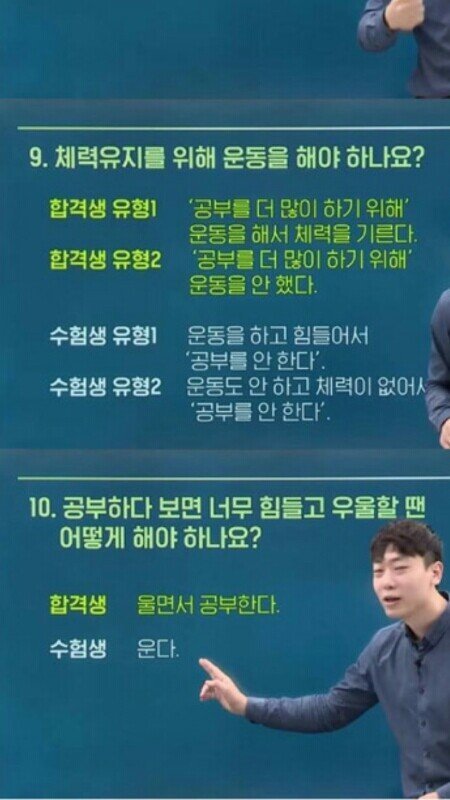 9. 체력유지를 위해 운동을 해야 하나요?
합격생 유형1 '공부를 더 많이 하기 위해'
운동을 해서 체력을 기른다.
합격생 유형2 '공부를 더 많이 하기 위해'
운동을 안 했다.
수험생 유형1 운동을 하고 힘들어서
'공부를 안 한다'.
수험생 유형2 운동도 안 하고 체력이 없어서
'공부를 안 한다'.
10. 공부하다 보면 너무 힘들고 우울할 땐
어떻게 해야 하나요?
합격생 울면서 공부한다.
수험생 운다.